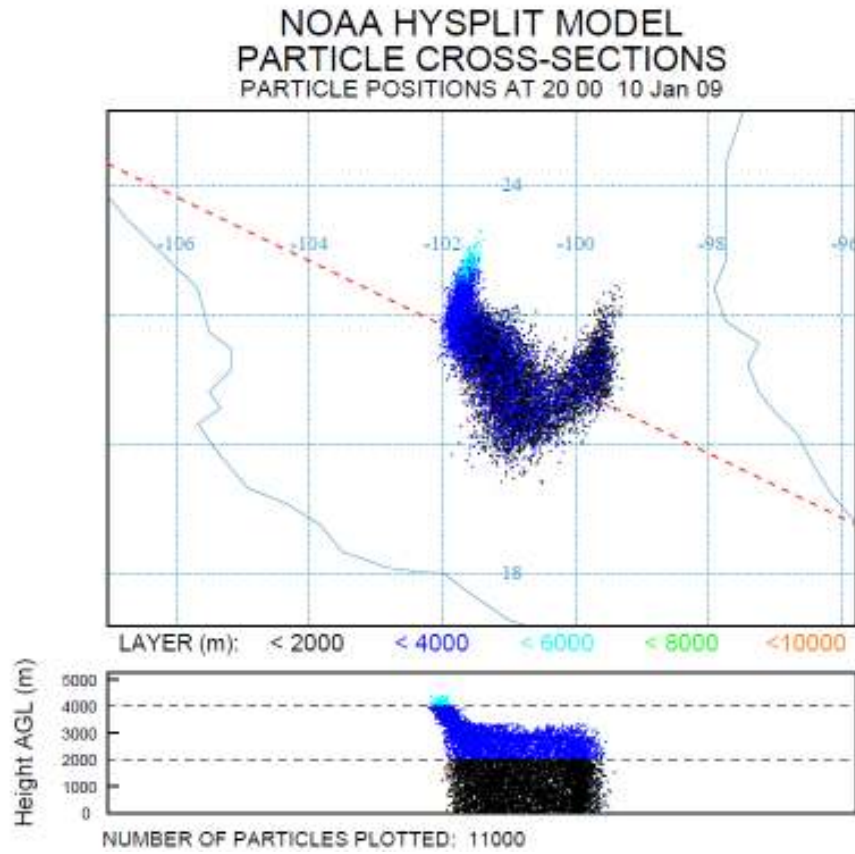 NOAA HYSPLIT MODEL
PARTICLE CROSS-SECTIONS
PARTICLE POSITIONS AT 20 00 10 Jan 09
24
-106 -104 -102 -100 -98 -96
18
LAYER (m): < 2000 < 4000 < 6000 < 8000 <10000
Height AGL (m)
5000
4000
3000
2000
1000
0
NUMBER OF PARTICLES PLOTTED: 11000